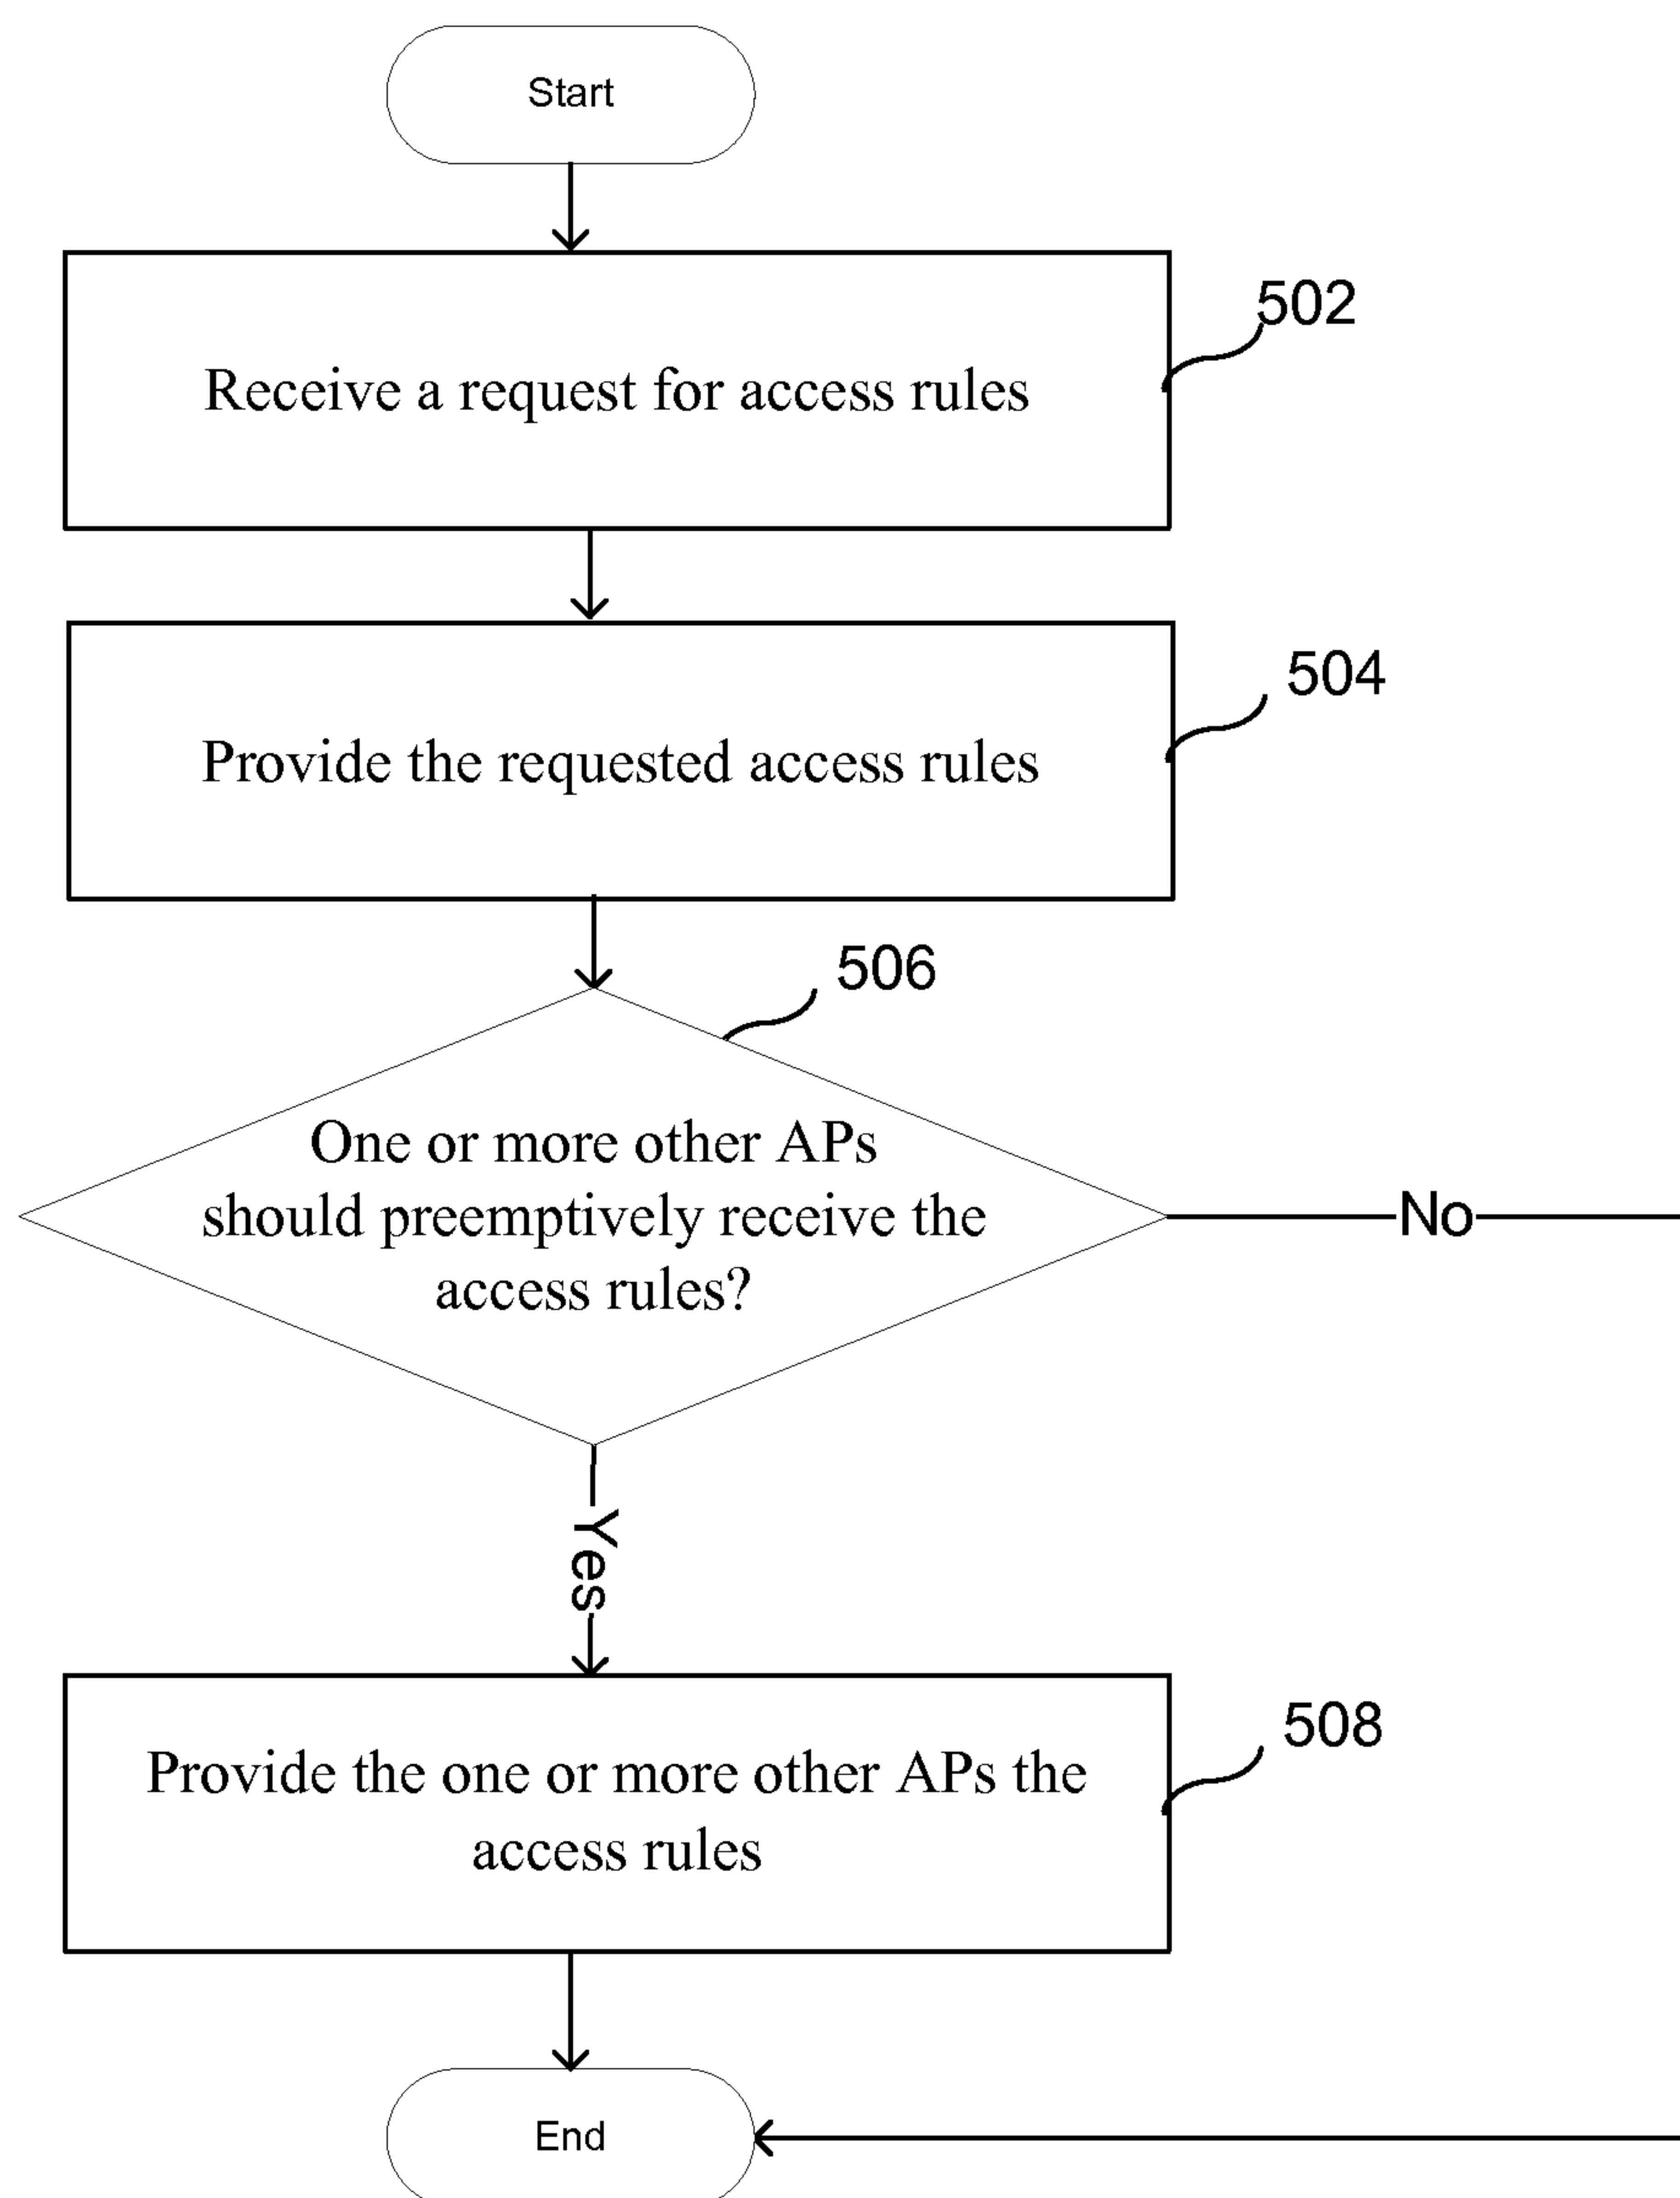 Start
502
Receive a request for access rules
504
Provide the requested access rules
506
One or more other APs
should preemptively receive the
access rules?
No
Yes
508
Provide the one or more other APs the
access rules
End